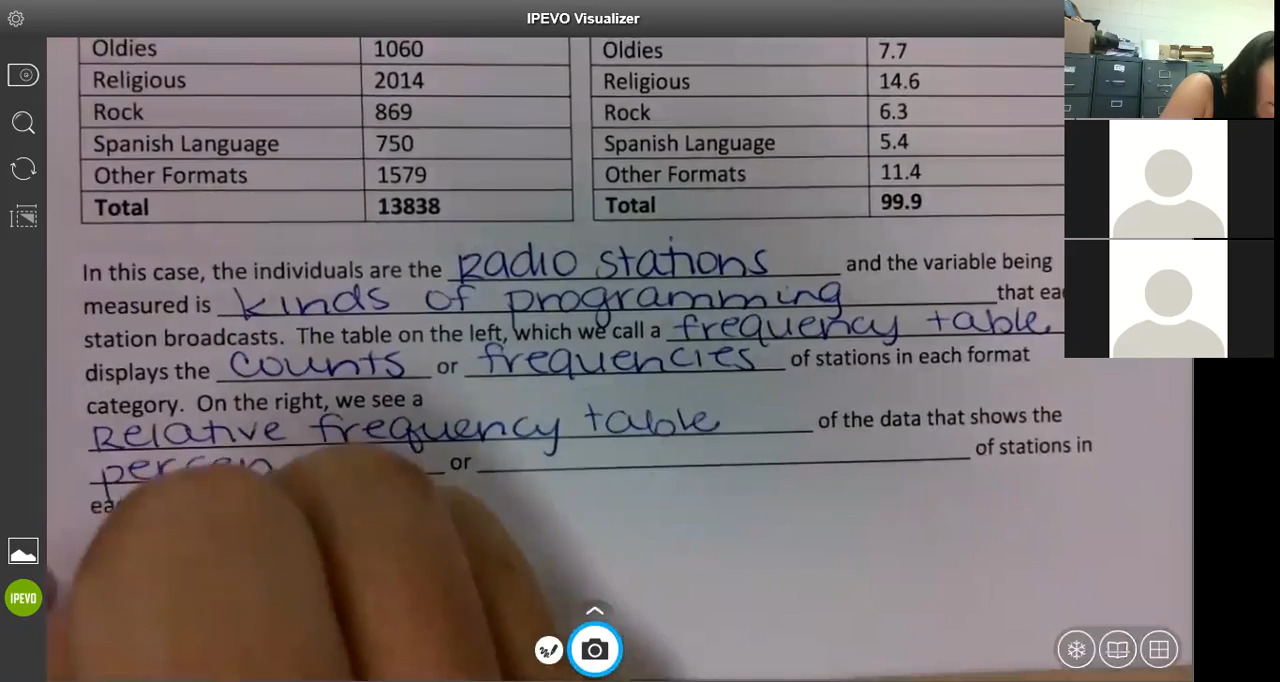 IPEVO Visualizer
Oldies 1060 Oldies 7.7
Religious 2014 Religious 14.6
Rock 869 Rock 6.3
Spanish Language 750 Spanish Language 5.4
Other Formats 1579 Other Formats 11.4
Total 13838 Total 99.9
In this case, the individuals are the Radio stations and the variable being
measured is kinds of programming that
station broadcasts. The table on the left, which we call a frequency table
displays the counts or frequencies of stations in each format
category. On the right, we see a
Relative frequency table of the data that shows the
or of stations in
IPEVO